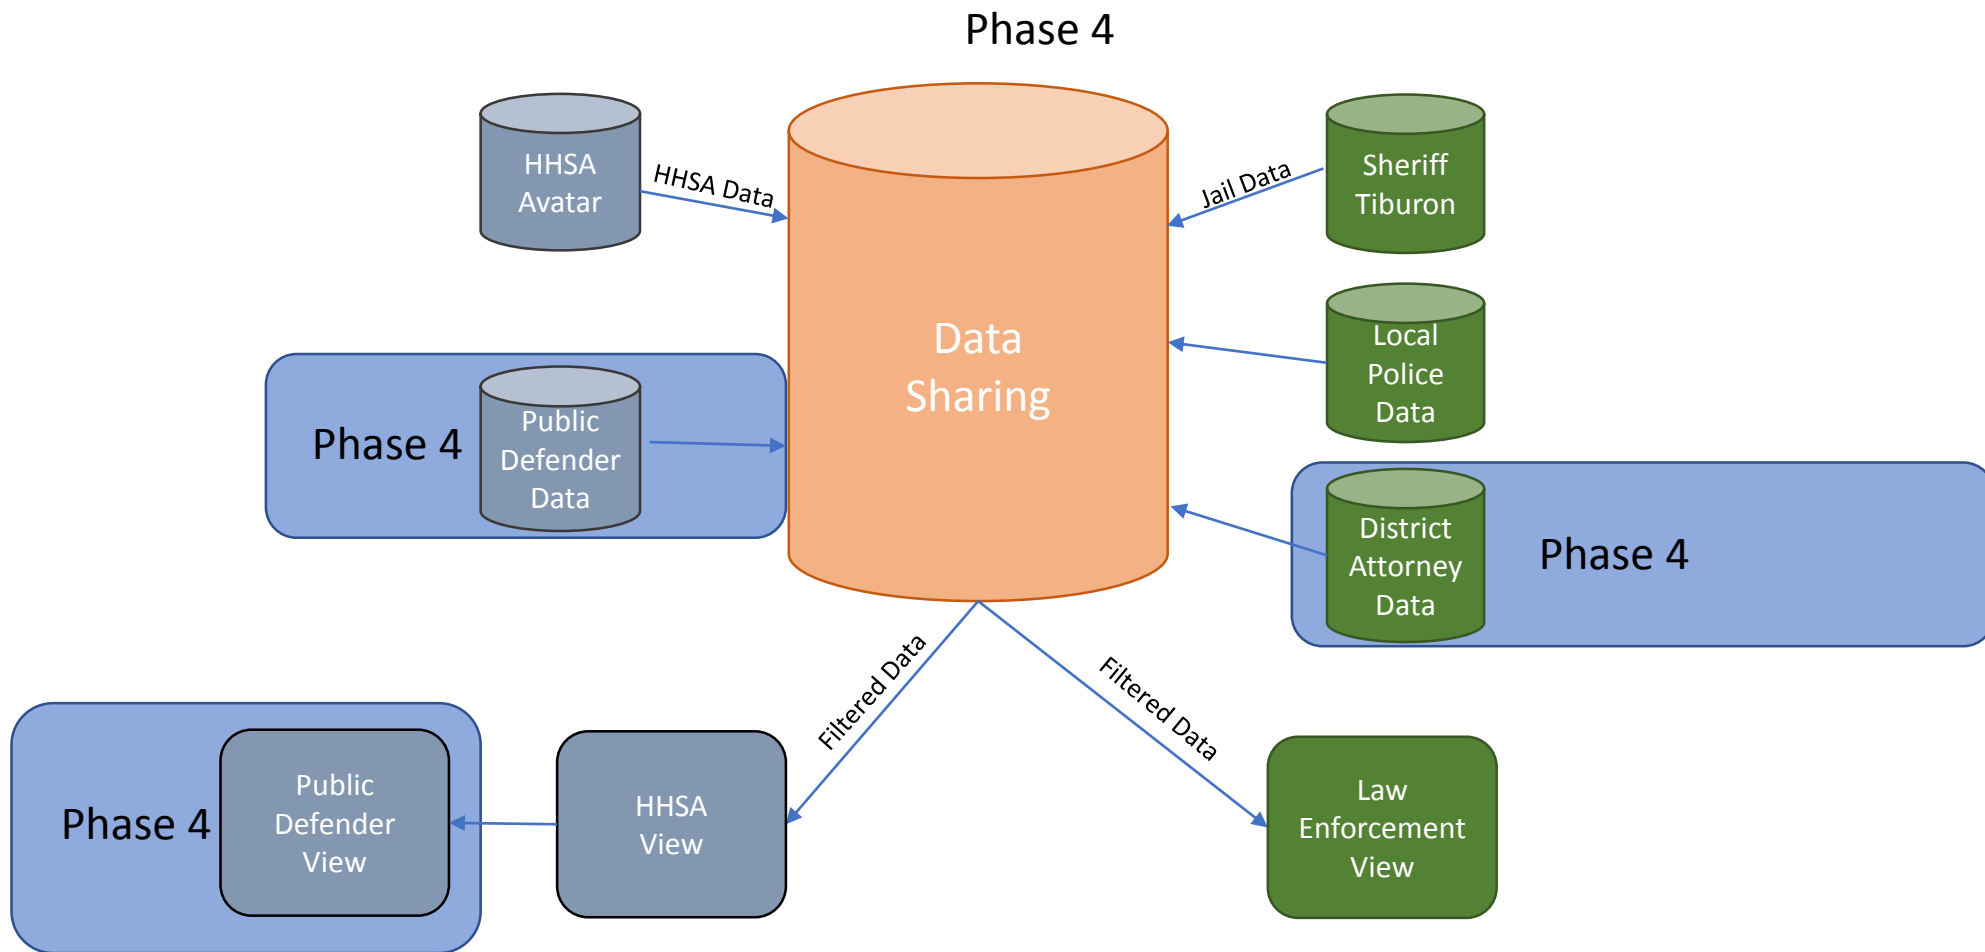 Phase 4
HHSA
Avatar
HHSA Data
Jail Data
Sheriff
Tiburon
Data
Sharing
Local
Police
Data
Phase 4
Public
Defender
Data
District
Attorney
Data
Phase 4
Filtered Data
Filtered Data
Phase 4
Public
Defender
View
HHSA
View
Law
Enforcement
View